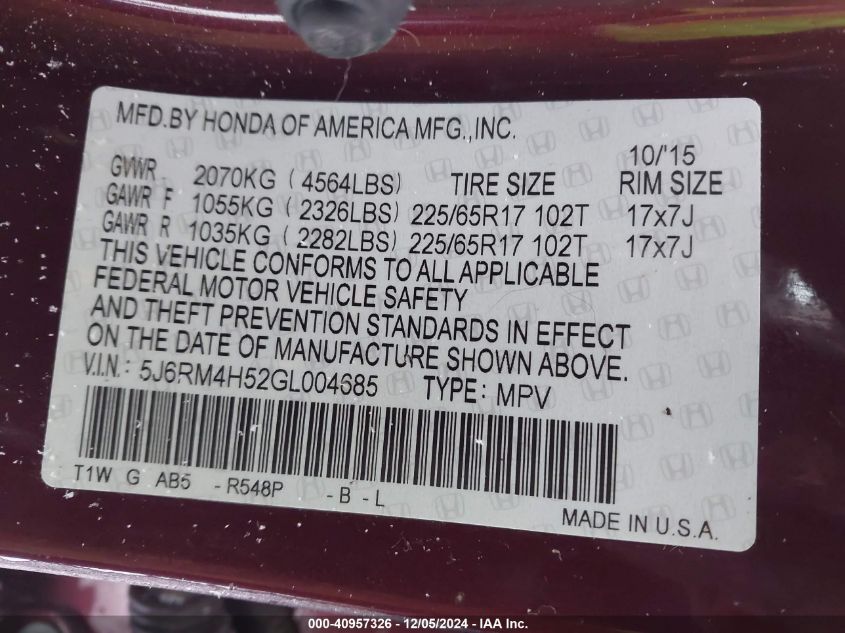 MFD.BY HONDA OF AMERICA MFG.,INC.
10/'15
GVWR 2070KG (4564LBS) TIRE SIZE RIM SIZE
GAWR F 1055KG (2326LBS) 225/65R17 102T 17x7J
GAWR R 1035KG (2282LBS) 225/65R17 102T 17x7J
THIS VEHICLE CONFORMS TO ALL APPLICABLE
FEDERAL MOTOR VEHICLE SAFETY
AND THEFT PREVENTION STANDARDS IN EFFECT
ON THE DATE OF MANUFACTURE SHOWN ABOVE.
V.I.N.: 5J6RM4H52GL004685 TYPE: MPV
T1W G AB5 -R548P -B-L
MADE IN U.S.A.
000-40957326 - 12/05/2024 - IAA Inc.